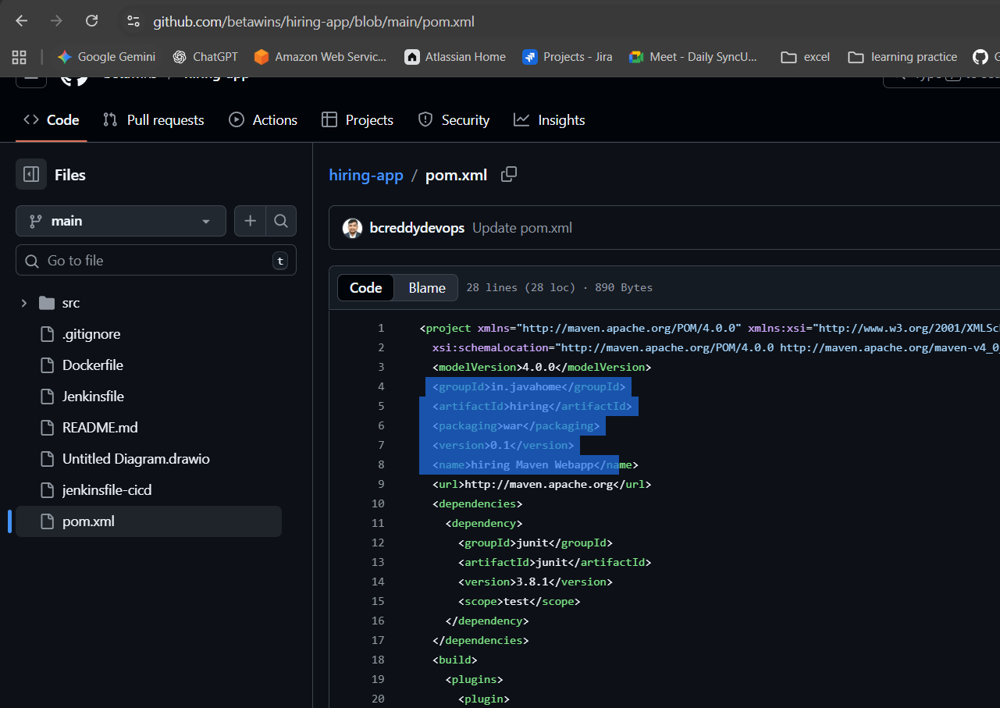 github.com/betawins/hiring-app/blob/main/pom.xml
Google Gemini
ChatGPT
Amazon Web Servic...
Atlassian Home
Projects - Jira
Meet - Daily SyncU...
excel
learning practice
G
betawins / hiring-app
Type / to
Code
Pull requests
Actions
Projects
Security
Insights
Files
main
Go to file
t
src
.gitignore
Dockerfile
Jenkinsfile
README.md
Untitled Diagram.drawio
jenkinsfile-cicd
pom.xml
hiring-app / pom.xml
bcreddydevops Update pom.xml
Code Blame 28 lines (28 loc) · 890 Bytes
1 <project xmlns="http://maven.apache.org/POM/4.0.0" xmlns:xsi="http://www.w3.org/2001/XMLSc
2 xsi:schemaLocation="http://maven.apache.org/POM/4.0.0 http://maven.apache.org/maven-v4_0_
3 <modelVersion>4.0.0</modelVersion>
4 <groupId>in.javahome</groupId>
5 <artifactId>hiring</artifactId>
6 <packaging>war</packaging>
7 <version>0.1</version>
8 <name>hiring Maven Webapp</name>
9 <url>http://maven.apache.org</url>
10 <dependencies>
11 <dependency>
12 <groupId>junit</groupId>
13 <artifactId>junit</artifactId>
14 <version>3.8.1</version>
15 <scope>test</scope>
16 </dependency>
17 </dependencies>
18 <build>
19 <plugins>
20 <plugin>